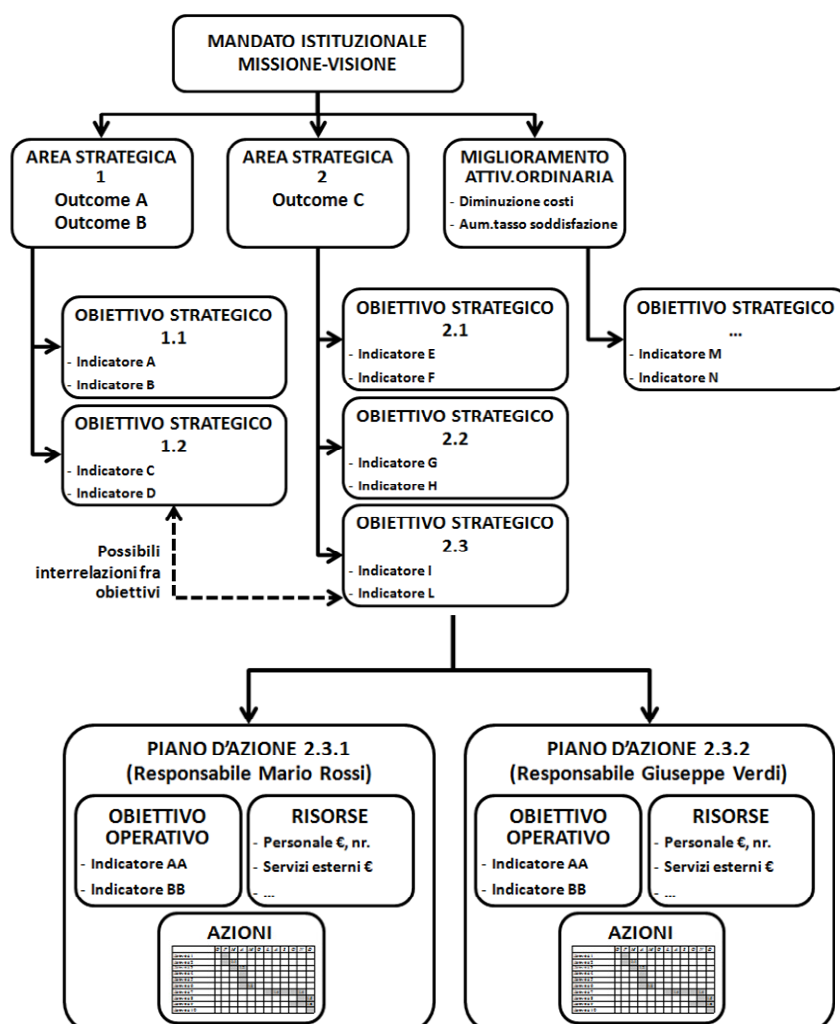 MANDATO ISTITUZIONALE
MISSIONE-VISIONE
AREA STRATEGICA
1
Outcome A
Outcome B
AREA STRATEGICA
2
Outcome C
MIGLIORAMENTO
ATTIV.ORDINARIA
- Diminuzione costi
- Aum.tasso soddisfazione
OBIETTIVO STRATEGICO
1.1
- Indicatore A
- Indicatore B
OBIETTIVO STRATEGICO
2.1
- Indicatore E
- Indicatore F
OBIETTIVO STRATEGICO
...
- Indicatore M
- Indicatore N
OBIETTIVO STRATEGICO
1.2
- Indicatore C
- Indicatore D
OBIETTIVO STRATEGICO
2.2
- Indicatore G
- Indicatore H
OBIETTIVO STRATEGICO
2.3
- Indicatore I
- Indicatore L
Possibili
interrelazioni fra
obiettivi
PIANO D'AZIONE 2.3.1
(Responsabile Mario Rossi)
OBIETTIVO
OPERATIVO
- Indicatore AA
- Indicatore BB
RISORSE
- Personale €, nr.
- Servizi esterni €
- ...
AZIONI
PIANO D'AZIONE 2.3.2
(Responsabile Giuseppe Verdi)
OBIETTIVO
OPERATIVO
- Indicatore AA
- Indicatore BB
RISORSE
- Personale €, nr.
- Servizi esterni €
- ...
AZIONI